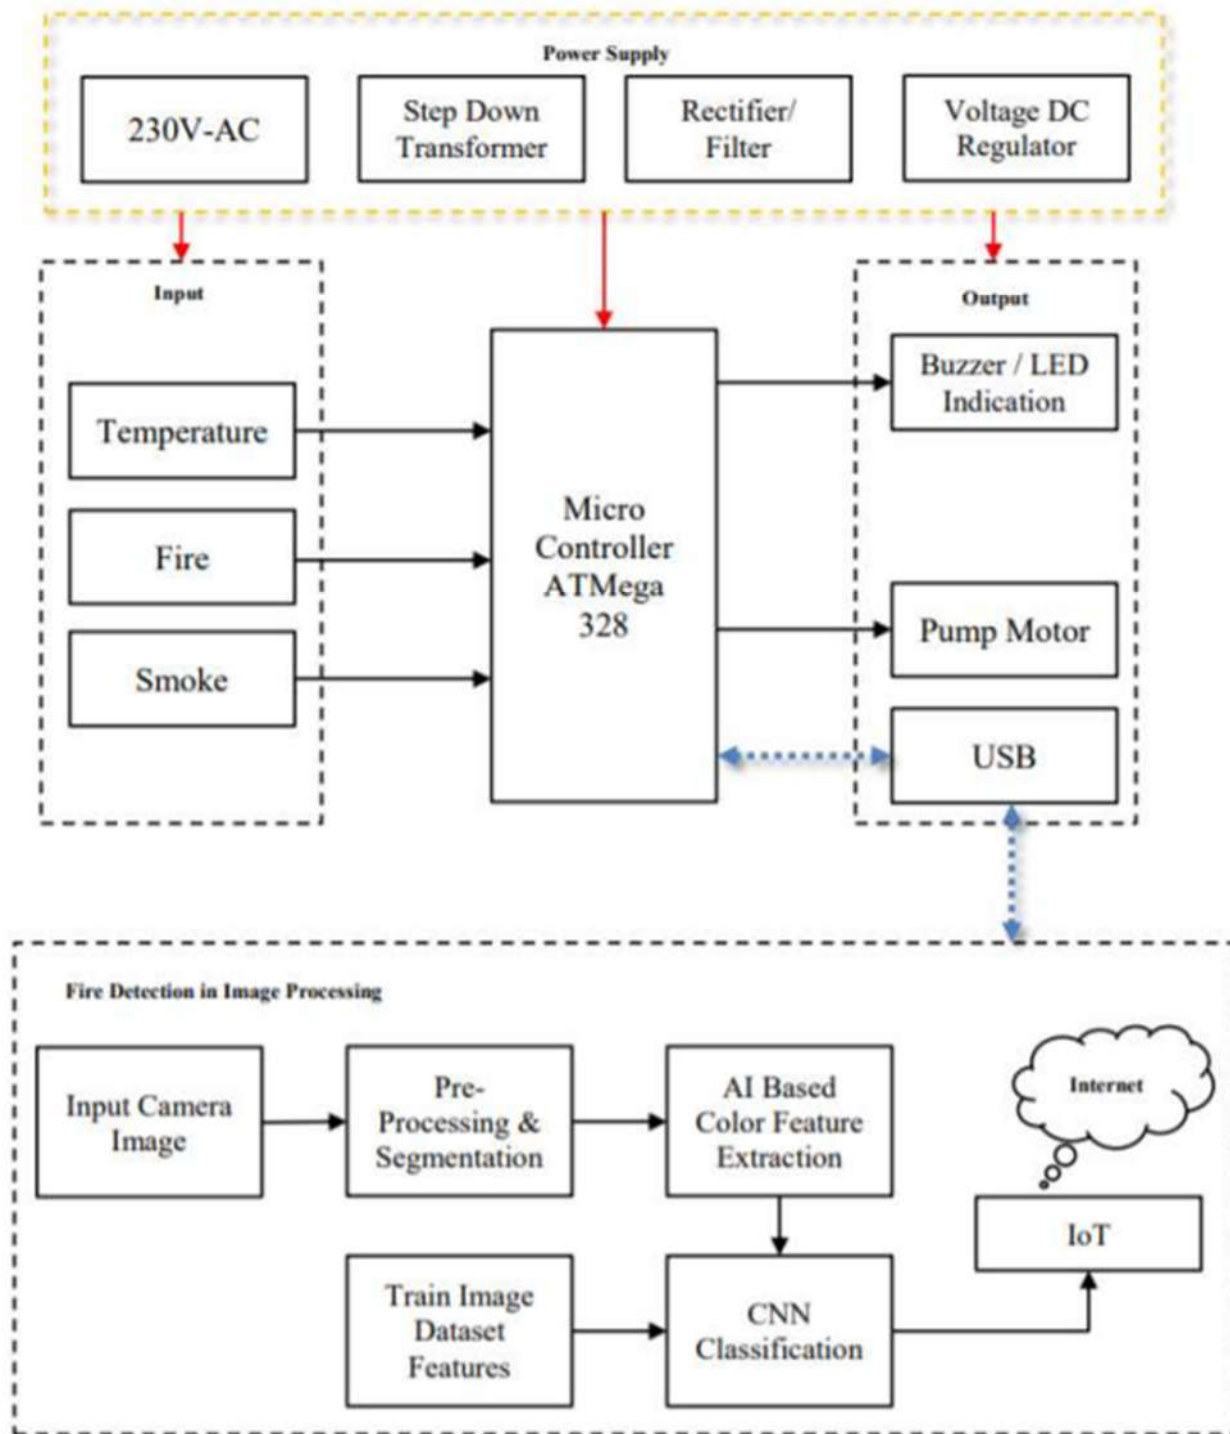 Power Supply
230V-AC
Step Down
Transformer
Rectifier/
Filter
Voltage DC
Regulator
Input
Temperature
Fire
Smoke
Micro
Controller
ATMega
328
Output
Buzzer / LED
Indication
Pump Motor
USB
Fire Detection in Image Processing
Input Camera
Image
Pre-
Processing &
Segmentation
AI Based
Color Feature
Extraction
Internet
IoT
Train Image
Dataset
Features
CNN
Classification